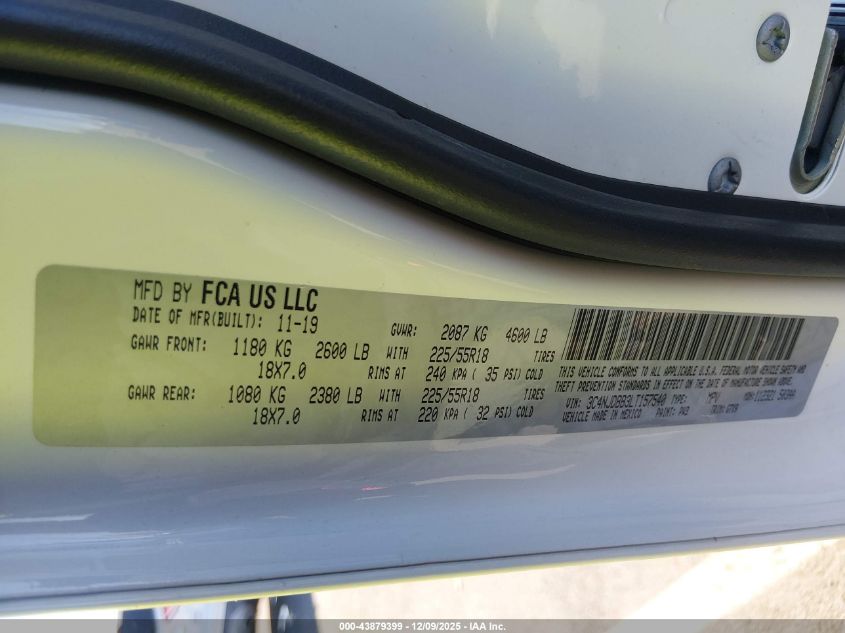 MFD BY FCA US LLC
DATE OF MFR(BUILT): 11-19 GVWR: 2087 KG 4600 LB
GAWR FRONT: 1180 KG 2600 LB WITH 225/55R18 TIRES
18X7.0 RIMS AT 240 KPA ( 35 PSI) COLD
GAWR REAR: 1080 KG 2380 LB WITH 225/55R18 TIRES
18X7.0 RIMS AT 220 KPA ( 32 PSI) COLD
THIS VEHICLE CONFORMS TO ALL APPLICABLE U.S.A. FEDERAL MOTOR VEHICLE SAFETY AND
THEFT PREVENTION STANDARDS IN EFFECT ON THE DATE OF MANUFACTURE SHOWN ABOVE.
VIN: 3C4NJDBB3LT157540 TYPE: MPV
VEHICLE MADE IN MEXICO PAINT: PW3
000-43879399 12/09/2025 - IAA Inc.